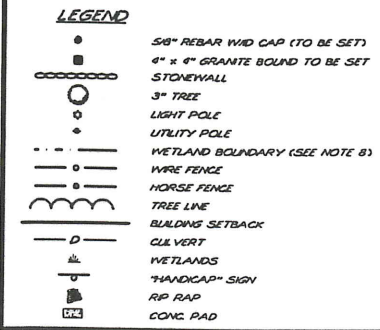 LEGEND
5/8" REBAR W/ID CAP (TO BE SET)
4" x 4" GRANITE BOUND TO BE SET
STONEWALL
3" TREE
LIGHT POLE
UTILITY POLE
WETLAND BOUNDARY (SEE NOTE 8)
WIRE FENCE
HORSE FENCE
TREE LINE
BUILDING SETBACK
D CULVERT
WETLANDS
"HANDICAP" SIGN
RIP RAP
CONC. PAD